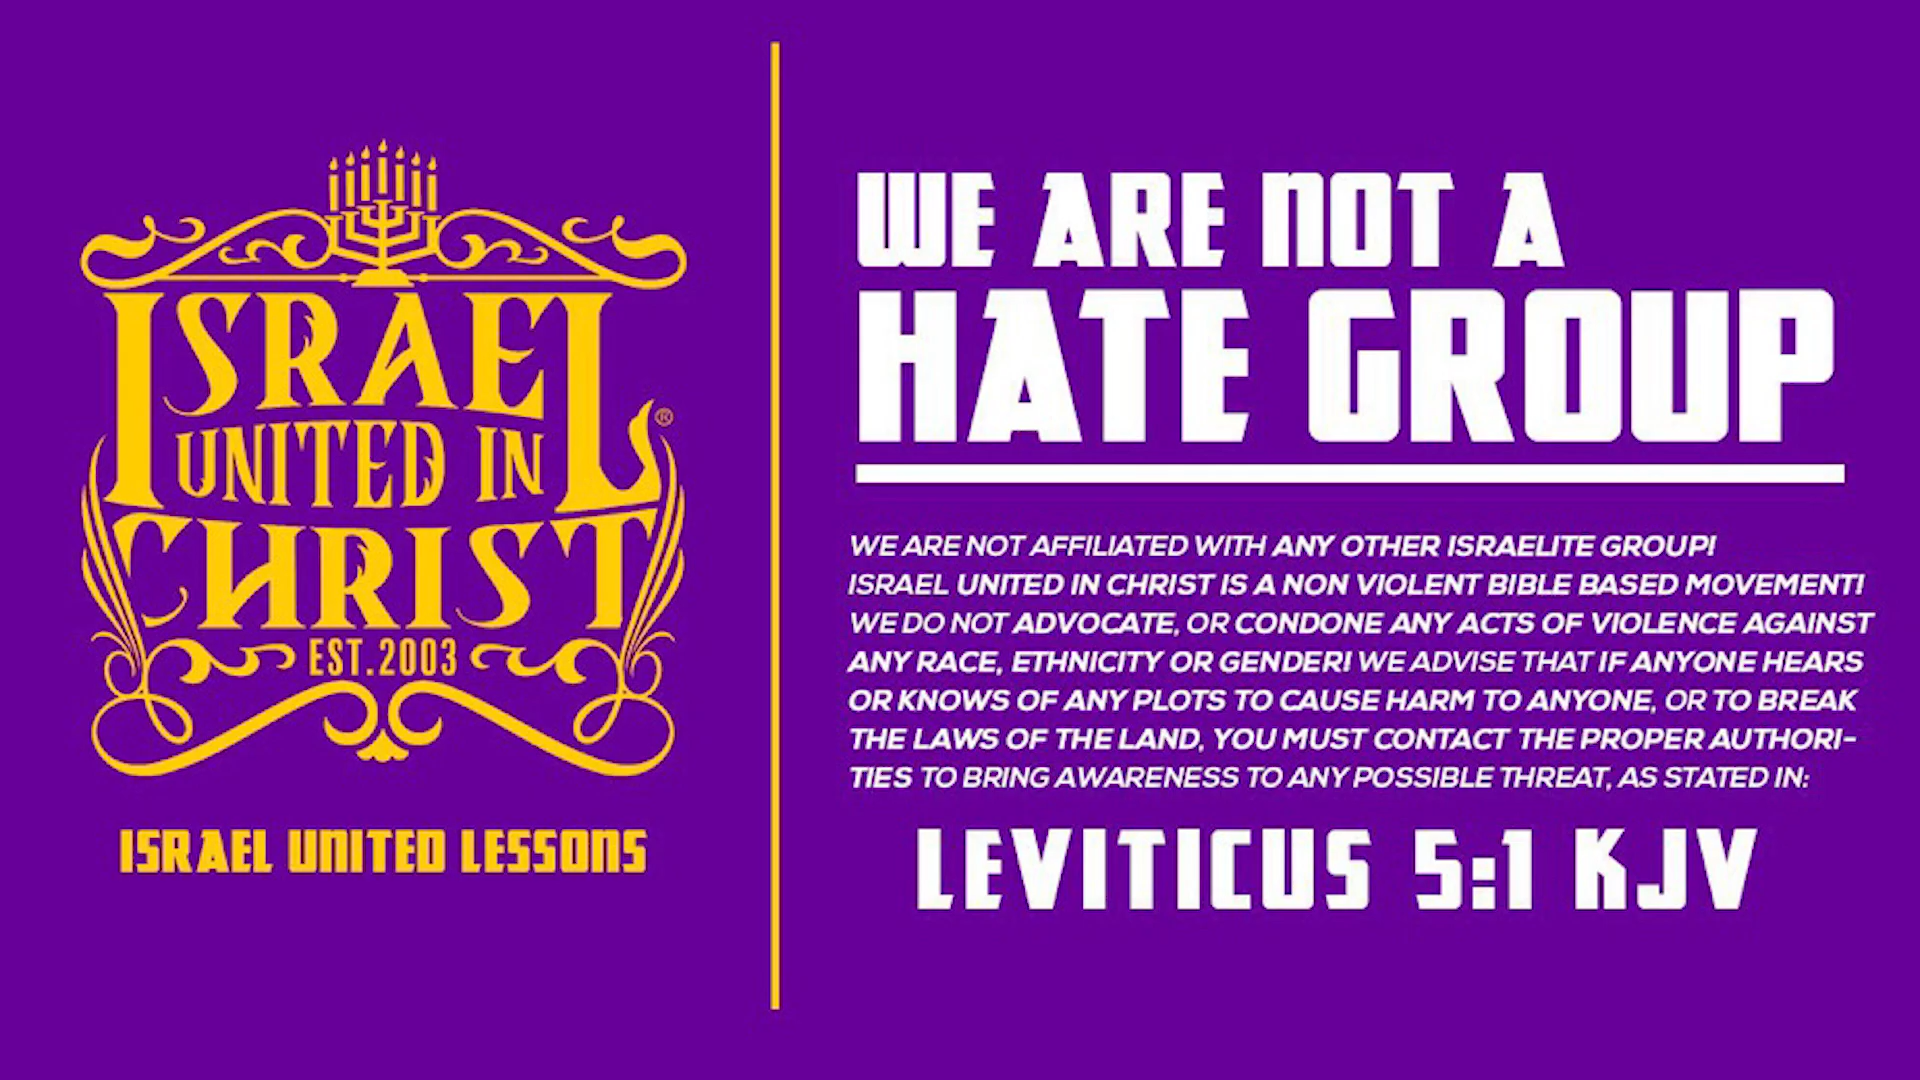 ISRAEL
UNITED IN
CHRIST
®
EST.2003
ISRAEL UNITED LESSONS
WE ARE NOT A
HATE GROUP
WE ARE NOT AFFILIATED WITH ANY OTHER ISRAELITE GROUP!
ISRAEL UNITED IN CHRIST IS A NON VIOLENT BIBLE BASED MOVEMENT!
WE DO NOT ADVOCATE, OR CONDONE ANY ACTS OF VIOLENCE AGAINST
ANY RACE, ETHNICITY OR GENDER! WE ADVISE THAT IF ANYONE HEARS
OR KNOWS OF ANY PLOTS TO CAUSE HARM TO ANYONE, OR TO BREAK
THE LAWS OF THE LAND, YOU MUST CONTACT THE PROPER AUTHORI-
TIES TO BRING AWARENESS TO ANY POSSIBLE THREAT, AS STATED IN:
LEVITICUS 5:1 KJV